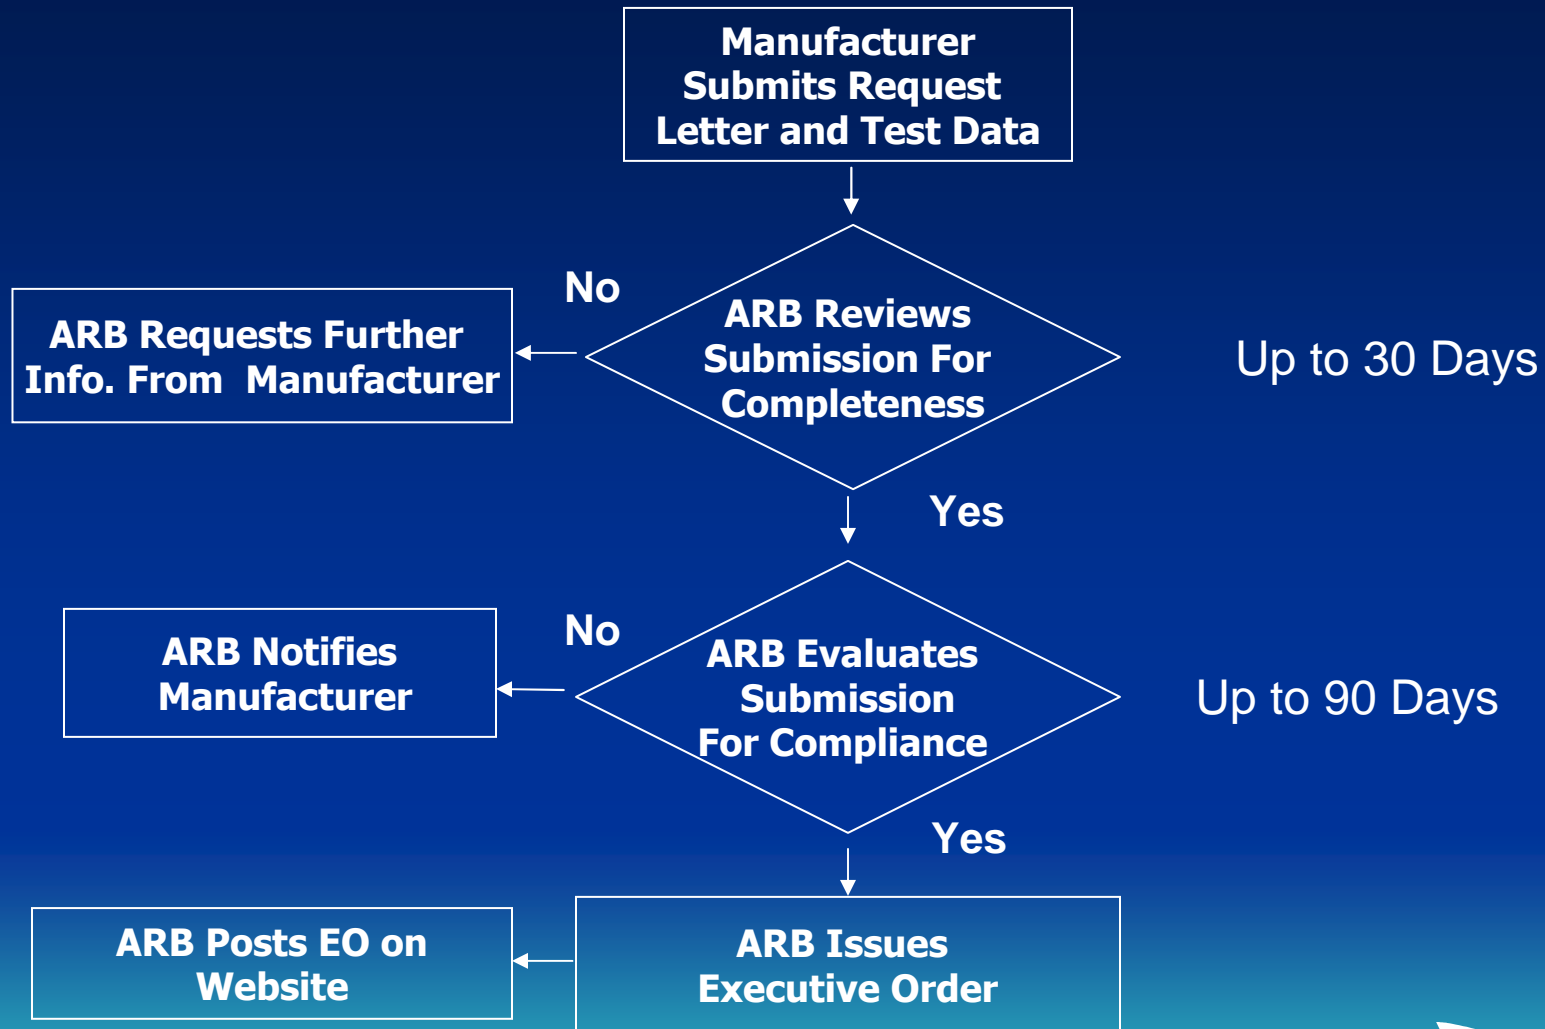 Manufacturer
Submits Request
Letter and Test Data
No
ARB Reviews
Submission For
Completeness
ARB Requests Further
Info. From Manufacturer
Up to 30 Days
Yes
No
ARB Evaluates
Submission
For Compliance
ARB Notifies
Manufacturer
Up to 90 Days
Yes
ARB Posts EO on
Website
ARB Issues
Executive Order